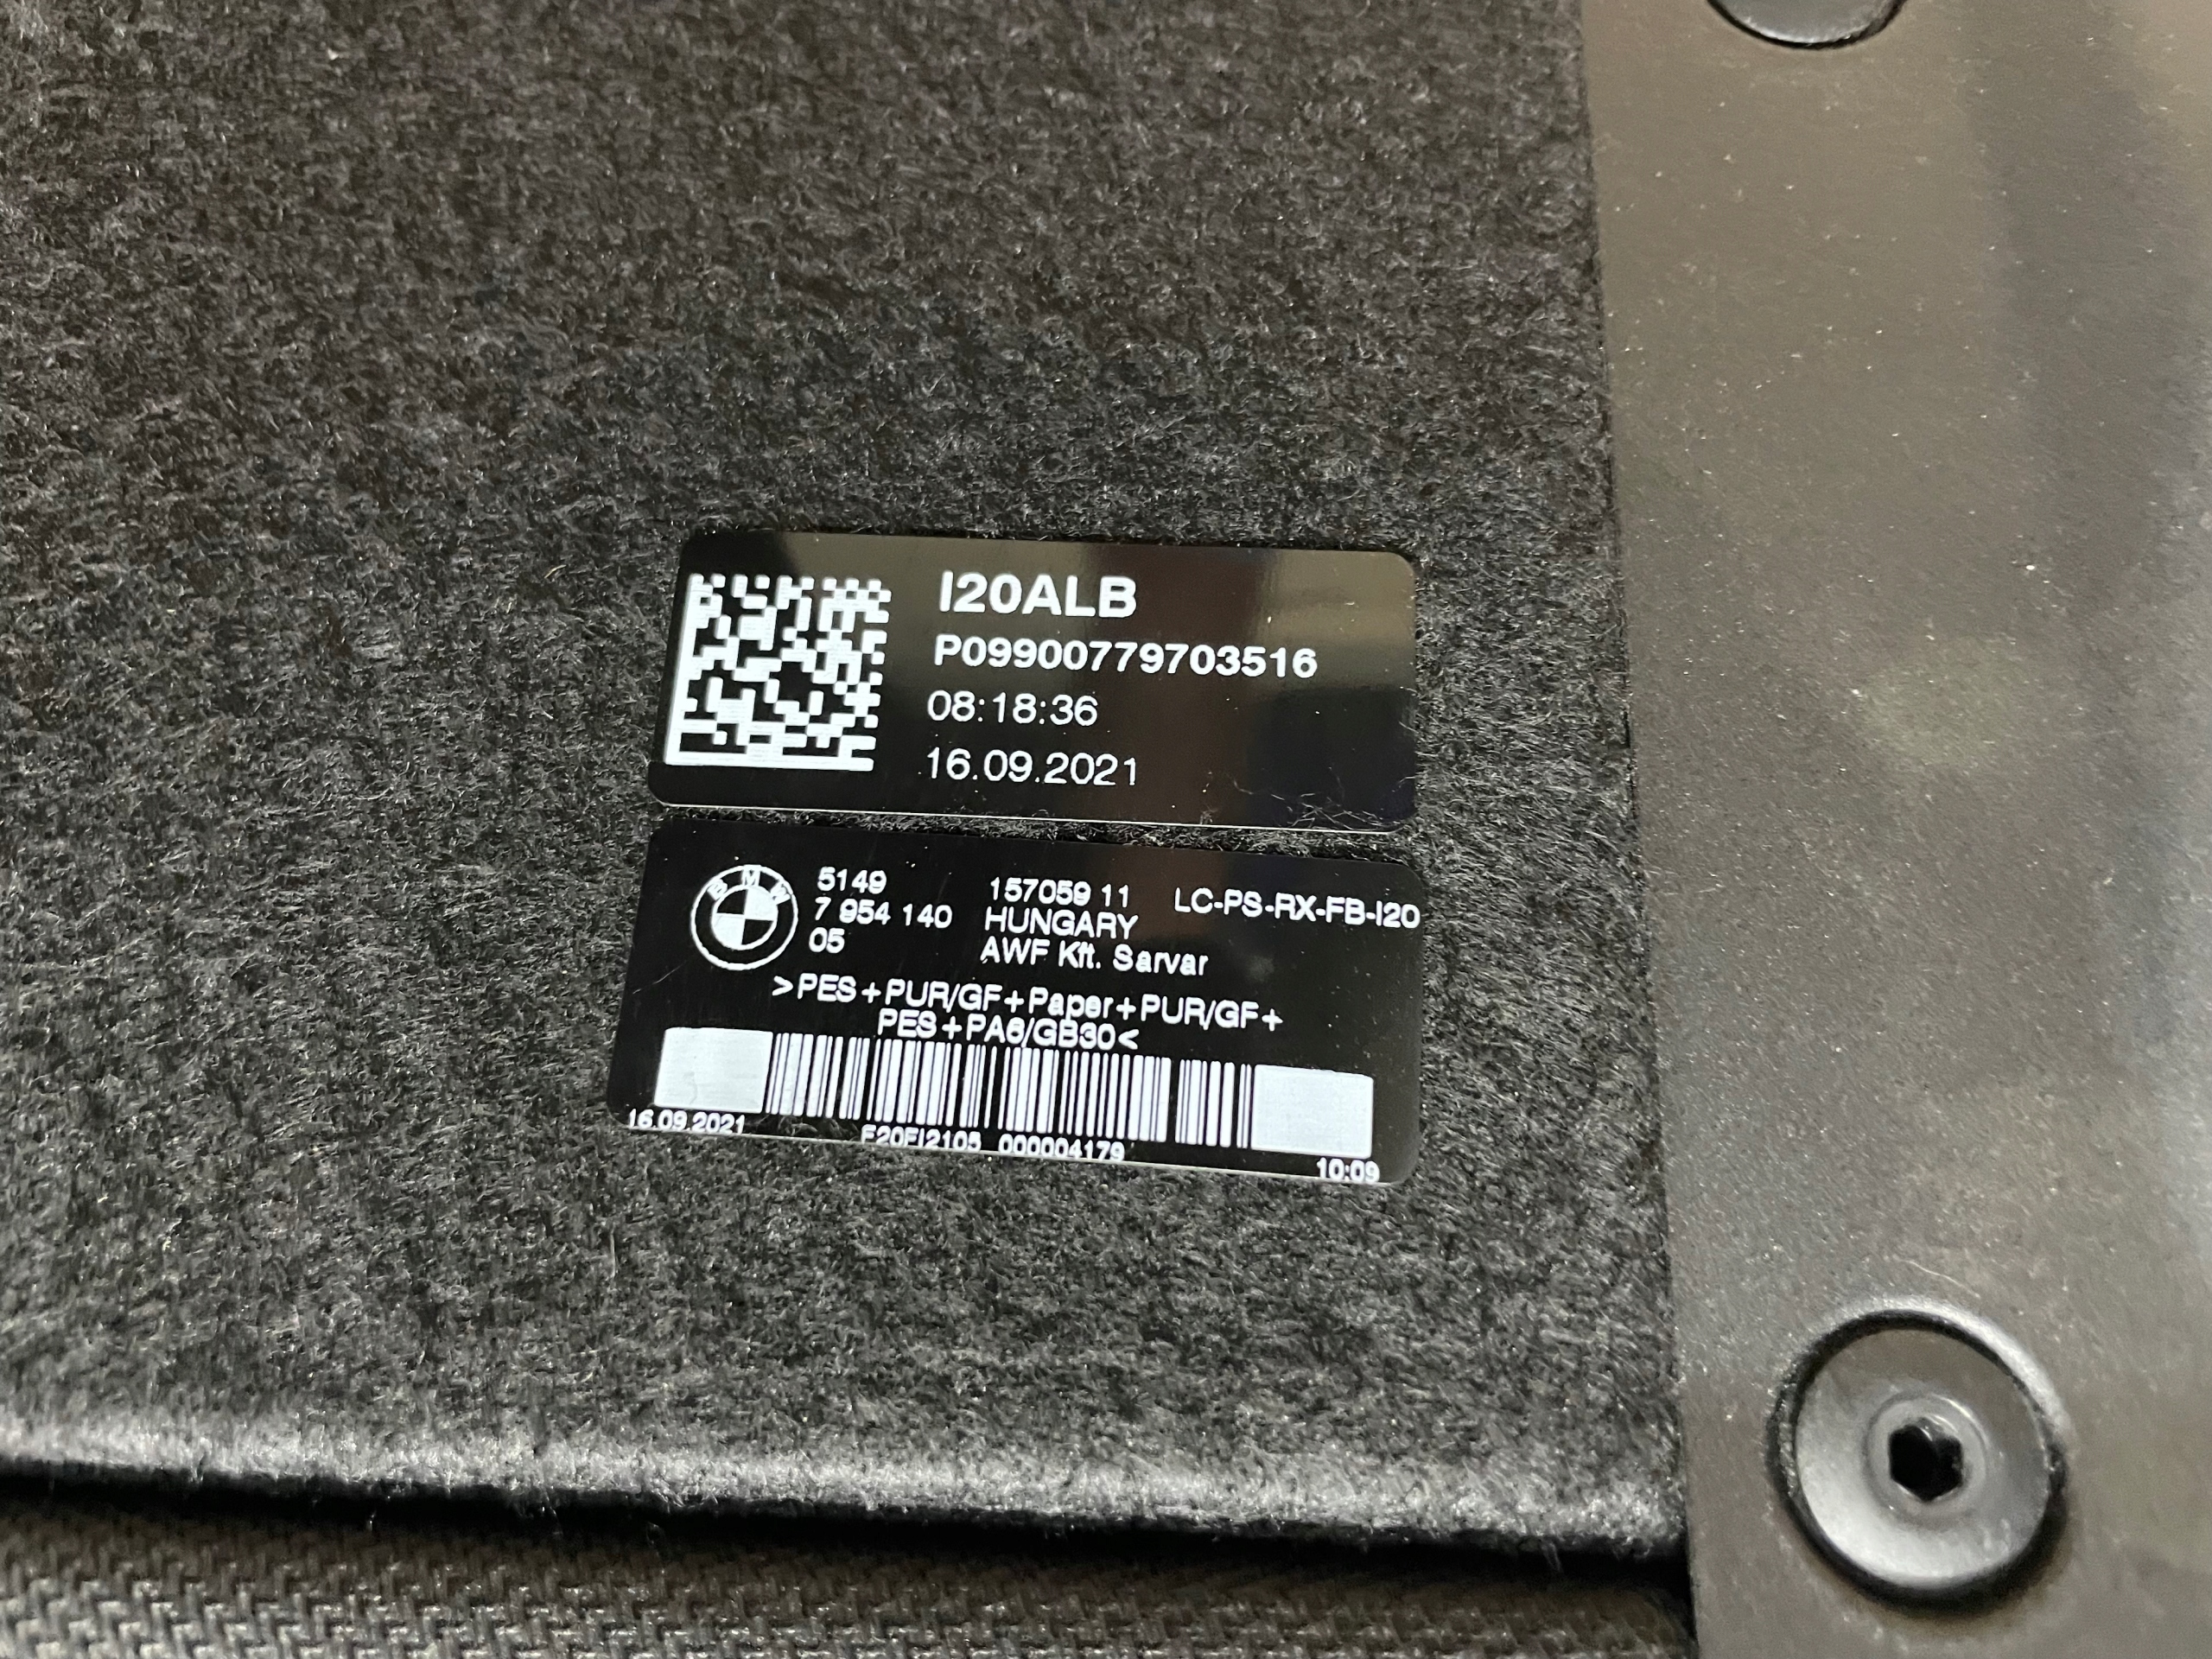 I20ALB
P09900779703516
08:18:36
16.09.2021
BMW
5149
7 954 140
05
157059 11
HUNGARY
AWF Kft. Sarvar
LC-PS-RX-FB-I20
>PES+PUR/GF+Paper+PUR/GF+
PES+PA6/GB30<
16.09.2021
F20FI2105 000004179
10:09